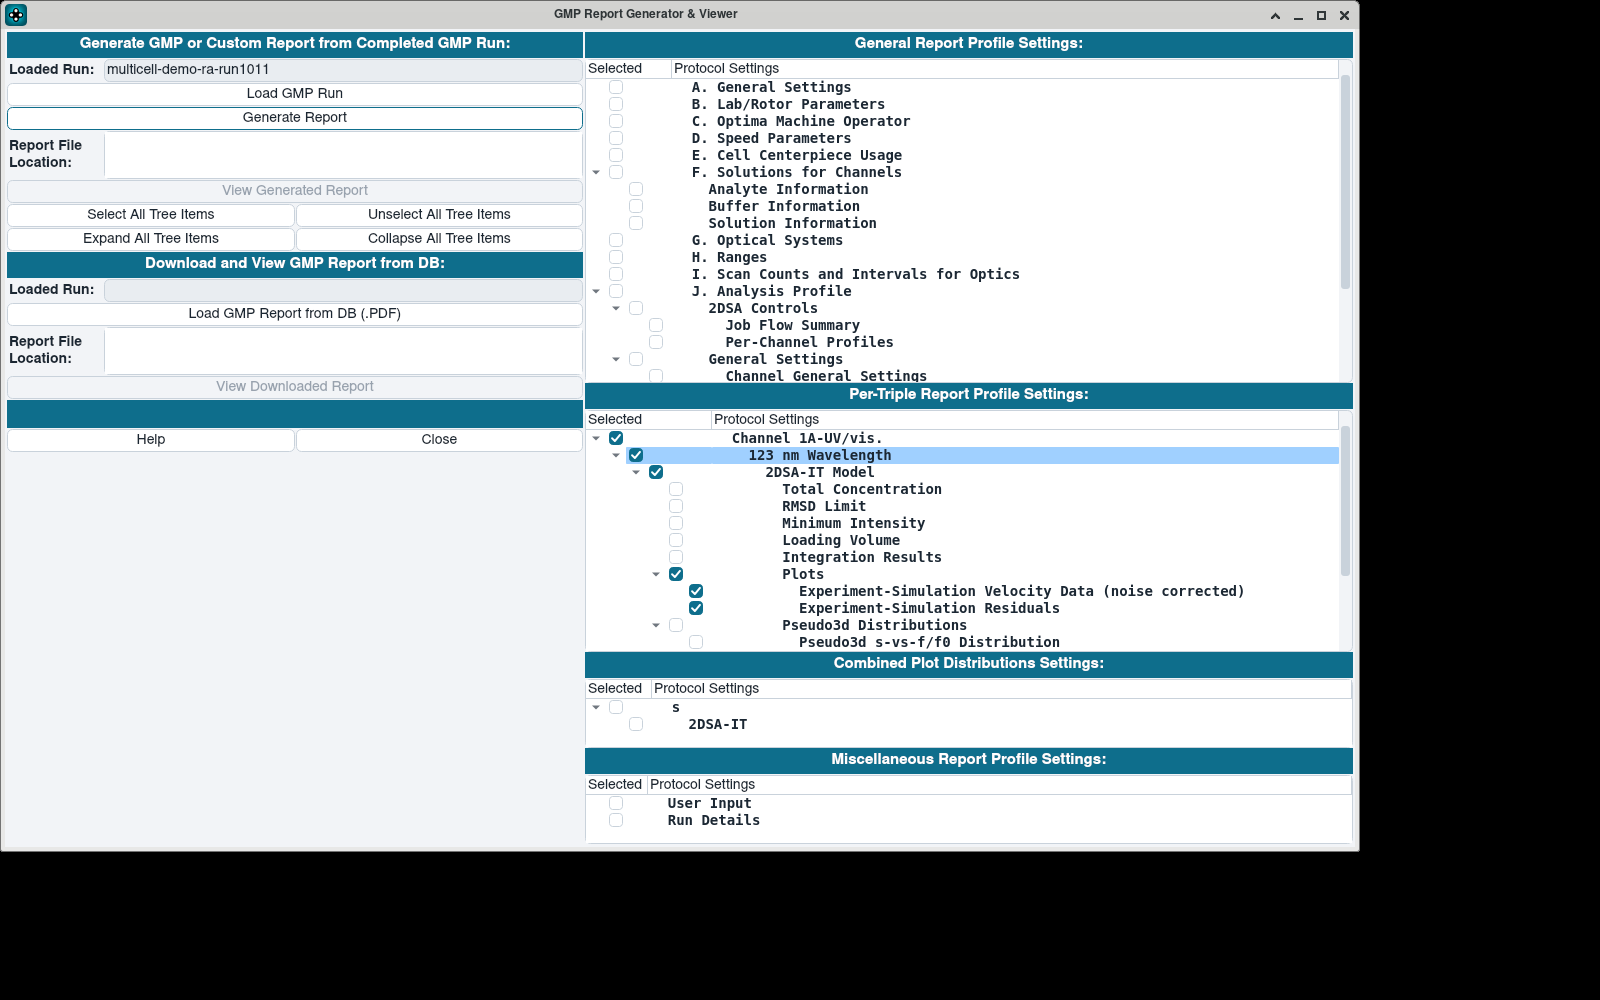 GMP Report Generator & Viewer
Generate GMP or Custom Report from Completed GMP Run:
Loaded Run: multicell-demo-ra-run1011
Load GMP Run
Generate Report
Report File
Location:
View Generated Report
Select All Tree Items Unselect All Tree Items
Expand All Tree Items Collapse All Tree Items
Download and View GMP Report from DB:
Loaded Run:
Load GMP Report from DB (.PDF)
Report File
Location:
View Downloaded Report
Help Close
General Report Profile Settings:
Selected Protocol Settings
A. General Settings
B. Lab/Rotor Parameters
C. Optima Machine Operator
D. Speed Parameters
E. Cell Centerpiece Usage
F. Solutions for Channels
Analyte Information
Buffer Information
Solution Information
G. Optical Systems
H. Ranges
I. Scan Counts and Intervals for Optics
J. Analysis Profile
2DSA Controls
Job Flow Summary
Per-Channel Profiles
General Settings
Channel General Settings
Per-Triple Report Profile Settings:
Selected Protocol Settings
Channel 1A-UV/vis.
123 nm Wavelength
2DSA-IT Model
Total Concentration
RMSD Limit
Minimum Intensity
Loading Volume
Integration Results
Plots
Experiment-Simulation Velocity Data (noise corrected)
Experiment-Simulation Residuals
Pseudo3d Distributions
Pseudo3d s-vs-f/f0 Distribution
Combined Plot Distributions Settings:
Selected Protocol Settings
s
2DSA-IT
Miscellaneous Report Profile Settings:
Selected Protocol Settings
User Input
Run Details